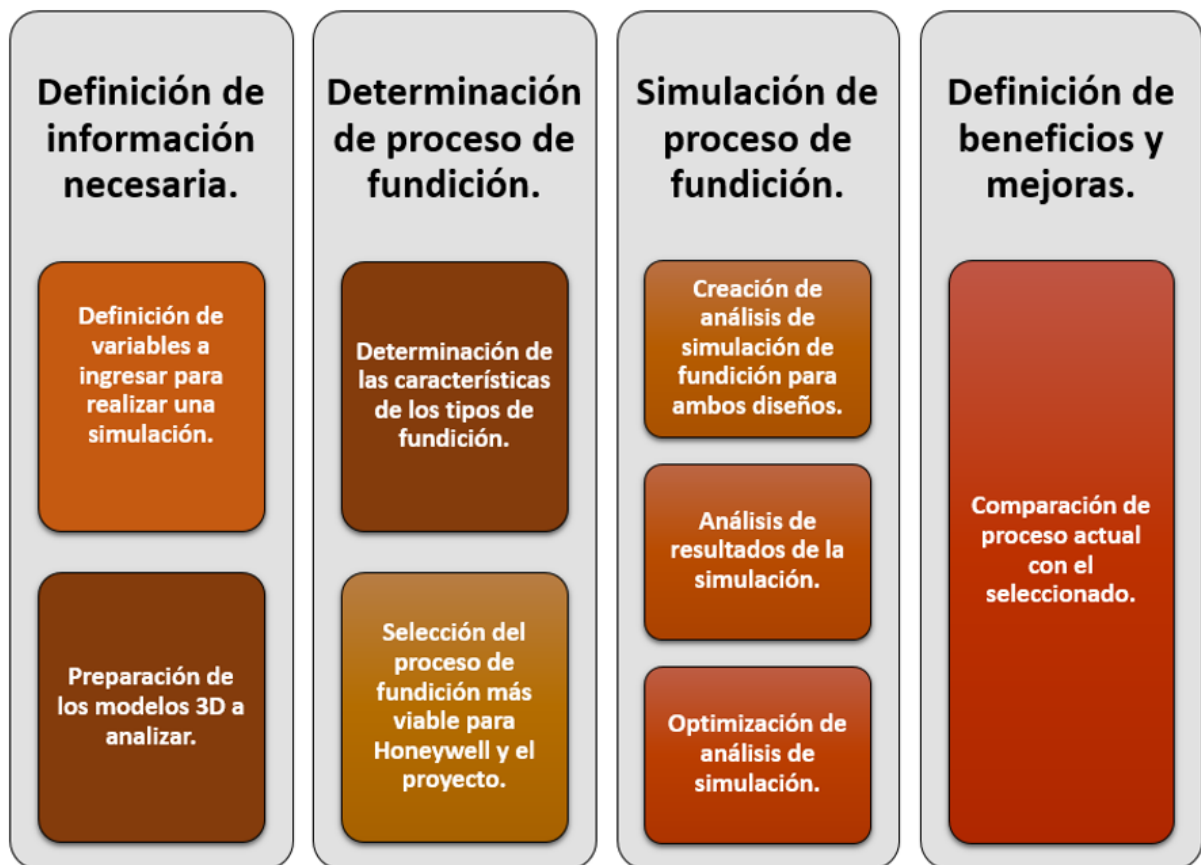 Definición de
información
necesaria.
Definición de
variables a
ingresar para
realizar una
simulación.
Preparación de
los modelos 3D a
analizar.
Determinación
de proceso de
fundición.
Determinación de
las características
de los tipos de
fundición.
Selección del
proceso de
fundición más
viable para
Honeywell y el
proyecto.
Simulación de
proceso de
fundición.
Creación de
análisis de
simulación de
fundición para
ambos diseños.
Análisis de
resultados de la
simulación.
Optimización de
análisis de
simulación.
Definición de
beneficios y
mejoras.
Comparación de
proceso actual
con el
seleccionado.